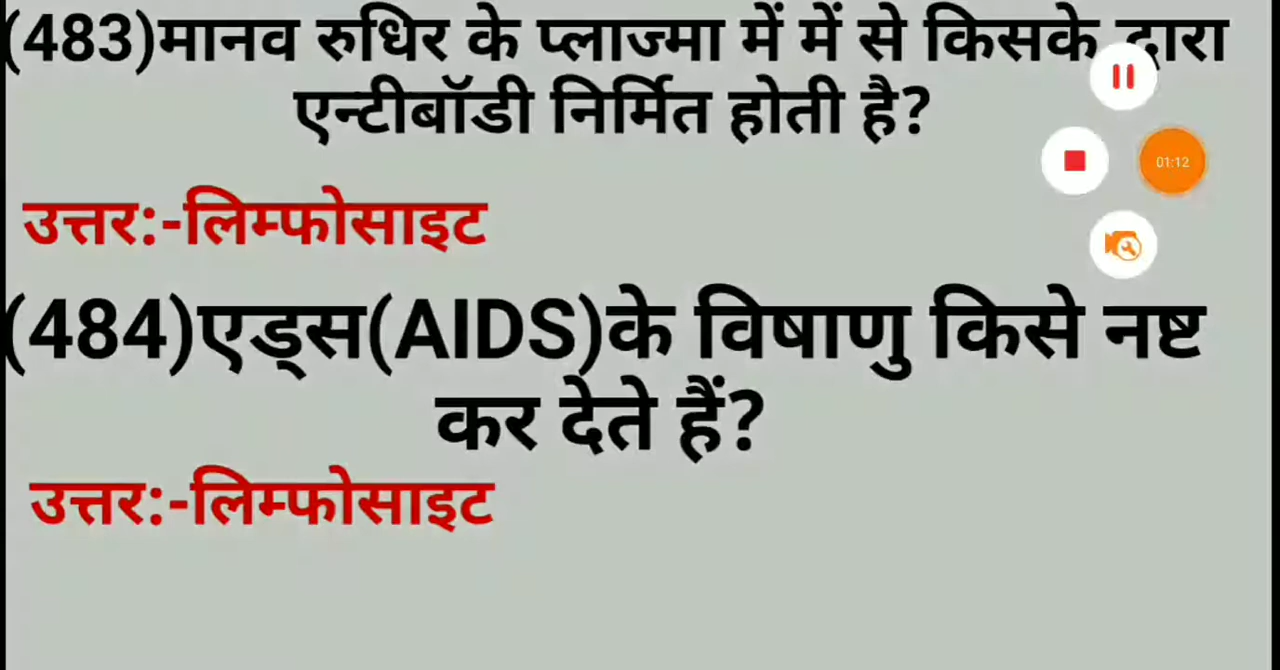 (483)मानव रुधिर के प्लाज्मा में में से किसके द्वारा
एन्टीबॉडी निर्मित होती है?
01:12
उत्तर:-लिम्फोसाइट
(484)एड्स(AIDS)के विषाणु किसे नष्ट
कर देते हैं?
उत्तर:-लिम्फोसाइट